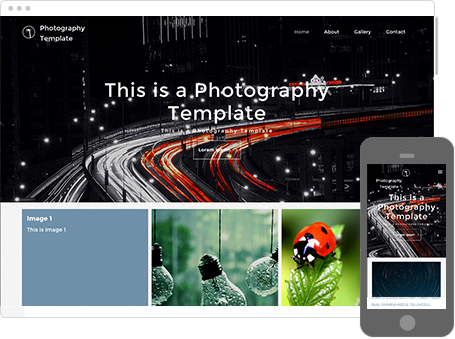 Photography
Template
Home
About
Gallery
Contact
This is a Photography
Template
This is a Photography Template
Lorem Ipsum
Image 1
This is Image 1
Photography
Template
This is a
Photography
Template